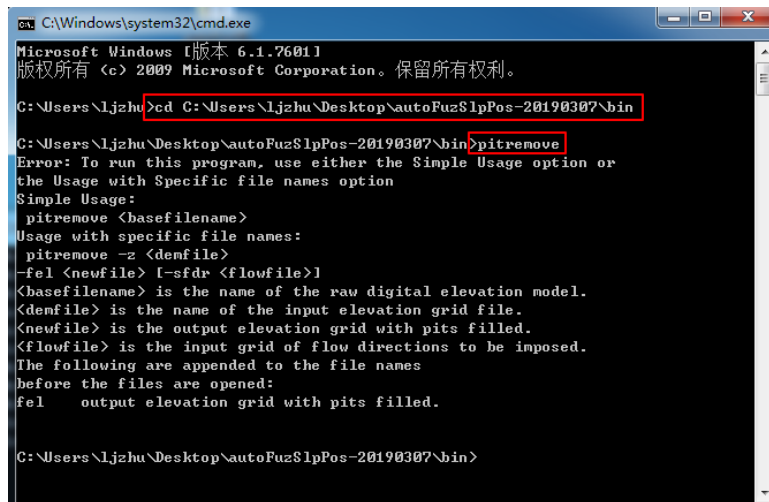 C:\Windows\system32\cmd.exe
Microsoft Windows [版本 6.1.7601]
版权所有 (c) 2009 Microsoft Corporation。保留所有权利。
C:\Users\ljzhu>cd C:\Users\ljzhu\Desktop\autoFuzSlpPos-20190307\bin
C:\Users\ljzhu\Desktop\autoFuzSlpPos-20190307\bin>pitremove
Error: To run this program, use either the Simple Usage option or
the Usage with Specific file names option
Simple Usage:
 pitremove <basefilename>
Usage with specific file names:
 pitremove -z <demfile>
-fel <newfile> [-sfdr <flowfile>]
<basefilename> is the name of the raw digital elevation model.
<demfile> is the name of the input elevation grid file.
<newfile> is the output elevation grid with pits filled.
<flowfile> is the input grid of flow directions to be imposed.
The following are appended to the file names
before the files are opened:
fel    output elevation grid with pits filled.
C:\Users\ljzhu\Desktop\autoFuzSlpPos-20190307\bin>